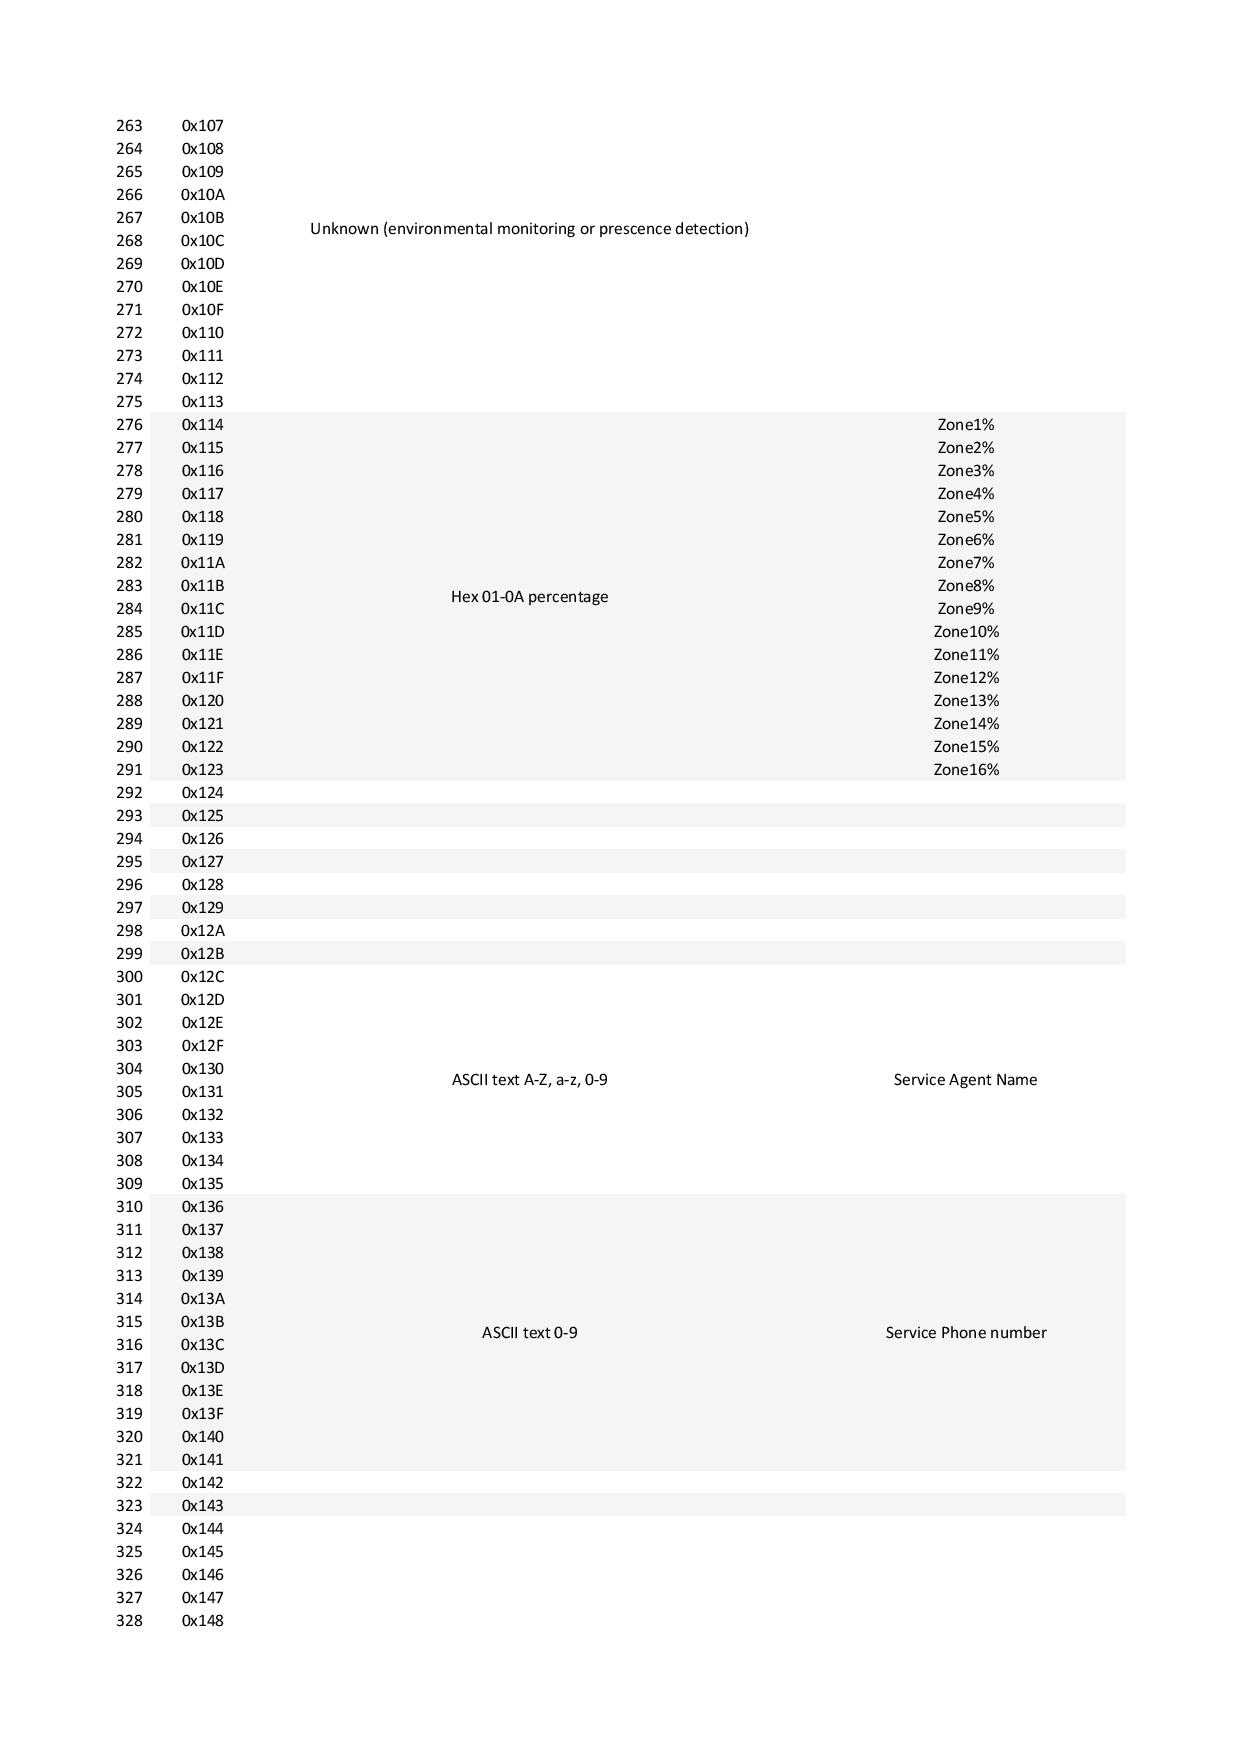 263 0x107
264 0x108
265 0x109
266 0x10A
267 0x10B
Unknown (environmental monitoring or prescence detection)
268 0x10C
269 0x10D
270 0x10E
271 0x10F
272 0x110
273 0x111
274 0x112
275 0x113
276 0x114 Zone1%
277 0x115 Zone2%
278 0x116 Zone3%
279 0x117 Zone4%
280 0x118 Zone5%
281 0x119 Zone6%
282 0x11A Zone7%
283 0x11B Zone8%
Hex 01-0A percentage
284 0x11C Zone9%
285 0x11D Zone10%
286 0x11E Zone11%
287 0x11F Zone12%
288 0x120 Zone13%
289 0x121 Zone14%
290 0x122 Zone15%
291 0x123 Zone16%
292 0x124
293 0x125
294 0x126
295 0x127
296 0x128
297 0x129
298 0x12A
299 0x12B
300 0x12C
301 0x12D
302 0x12E
303 0x12F
304 0x130
ASCII text A-Z, a-z, 0-9 Service Agent Name
305 0x131
306 0x132
307 0x133
308 0x134
309 0x135
310 0x136
311 0x137
312 0x138
313 0x139
314 0x13A
315 0x13B
ASCII text 0-9 Service Phone number
316 0x13C
317 0x13D
318 0x13E
319 0x13F
320 0x140
321 0x141
322 0x142
323 0x143
324 0x144
325 0x145
326 0x146
327 0x147
328 0x148